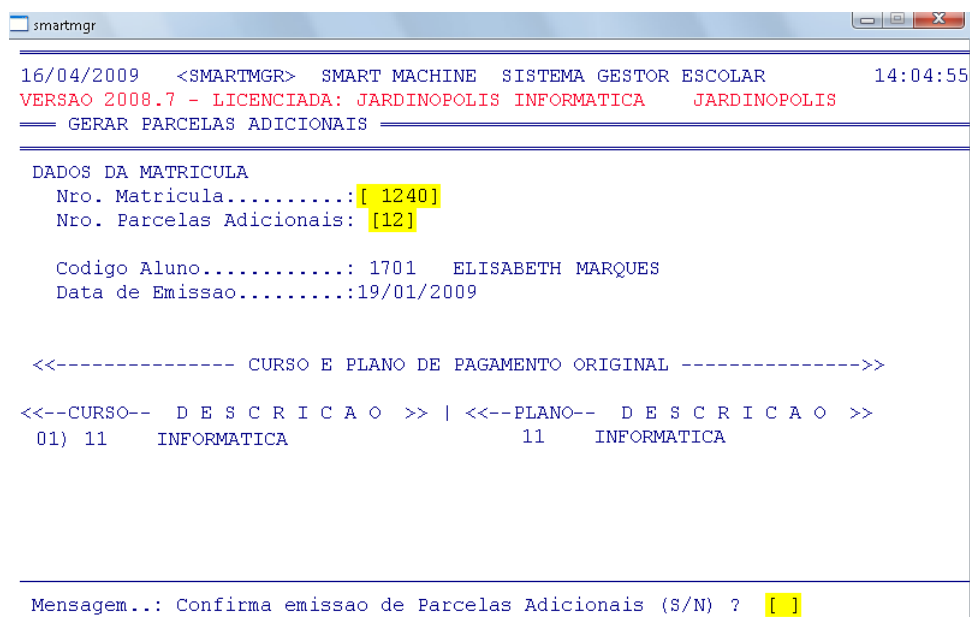 smartmgr
16/04/2009 <SMARTMGR> SMART MACHINE SISTEMA GESTOR ESCOLAR 14:04:55
VERSAO 2008.7 - LICENCIADA: JARDINOPOLIS INFORMATICA JARDINOPOLIS
GERAR PARCELAS ADICIONAIS
DADOS DA MATRICULA
Nro. Matricula..........:[ 1240]
Nro. Parcelas Adicionais: [12]
Codigo Aluno............: 1701 ELISABETH MARQUES
Data de Emissao.........:19/01/2009
<<--------------- CURSO E PLANO DE PAGAMENTO ORIGINAL --------------->>
<<--CURSO-- D E S C R I C A O >> | <<--PLANO-- D E S C R I C A O >>
01) 11 INFORMATICA 11 INFORMATICA
Mensagem..: Confirma emissao de Parcelas Adicionais (S/N) ? [ ]